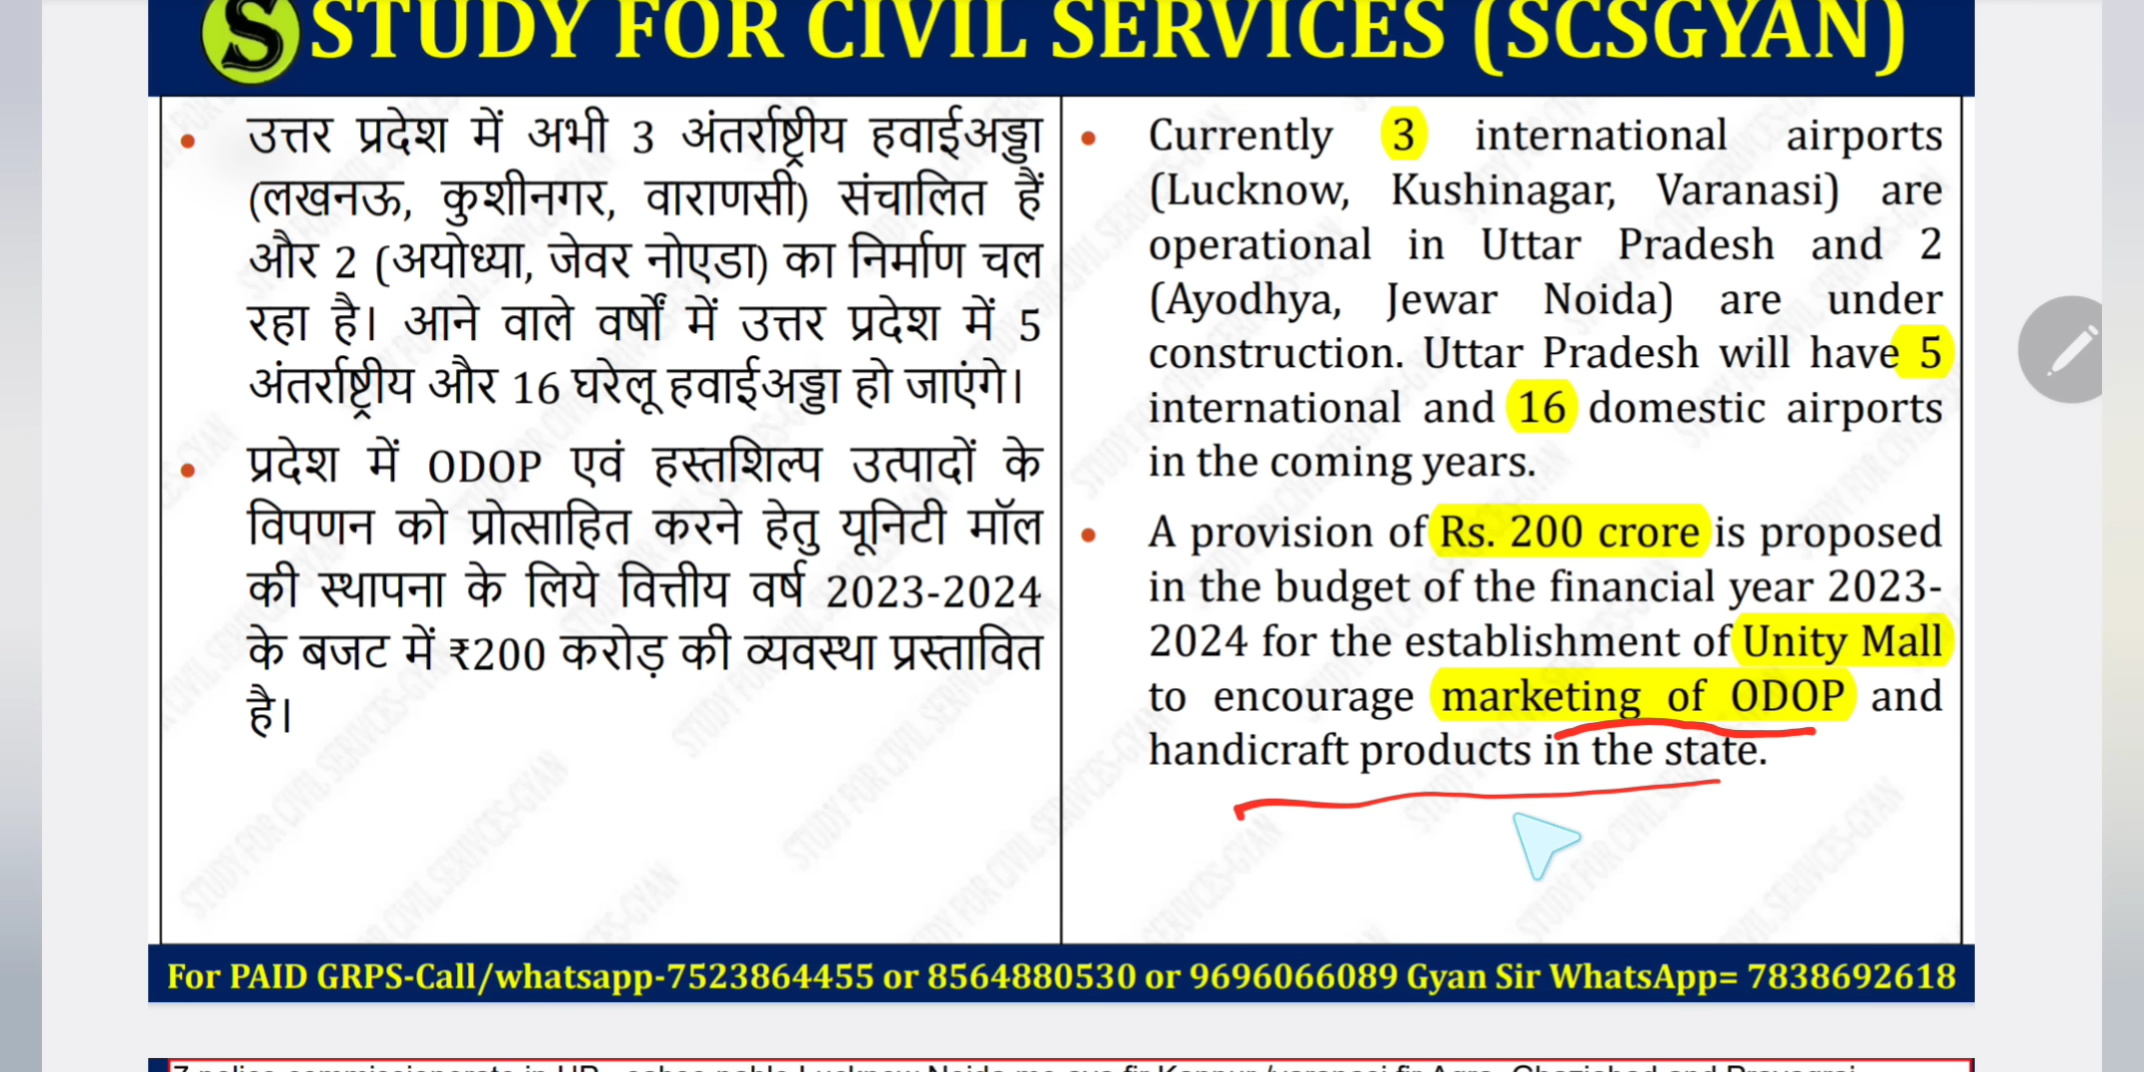 STUDY FOR CIVIL SERVICES (SCSGYAN)
• उत्तर प्रदेश में अभी 3 अंतर्राष्ट्रीय हवाईअड्डा
(लखनऊ, कुशीनगर, वाराणसी) संचालित हैं
और 2 (अयोध्या, जेवर नोएडा) का निर्माण चल
रहा है। आने वाले वर्षों में उत्तर प्रदेश में 5
अंतर्राष्ट्रीय और 16 घरेलू हवाईअड्डा हो जाएंगे।
• प्रदेश में ODOP एवं हस्तशिल्प उत्पादों के
विपणन को प्रोत्साहित करने हेतु यूनिटी मॉल
की स्थापना के लिये वित्तीय वर्ष 2023-2024
के बजट में ₹200 करोड़ की व्यवस्था प्रस्तावित
है।
• Currently 3 international airports
(Lucknow, Kushinagar, Varanasi) are
operational in Uttar Pradesh and 2
(Ayodhya, Jewar Noida) are under
construction. Uttar Pradesh will have 5
international and 16 domestic airports
in the coming years.
• A provision of Rs. 200 crore is proposed
in the budget of the financial year 2023-
2024 for the establishment of Unity Mall
to encourage marketing of ODOP and
handicraft products in the state.
For PAID GRPS-Call/whatsapp-7523864455 or 8564880530 or 9696066089 Gyan Sir WhatsApp= 7838692618